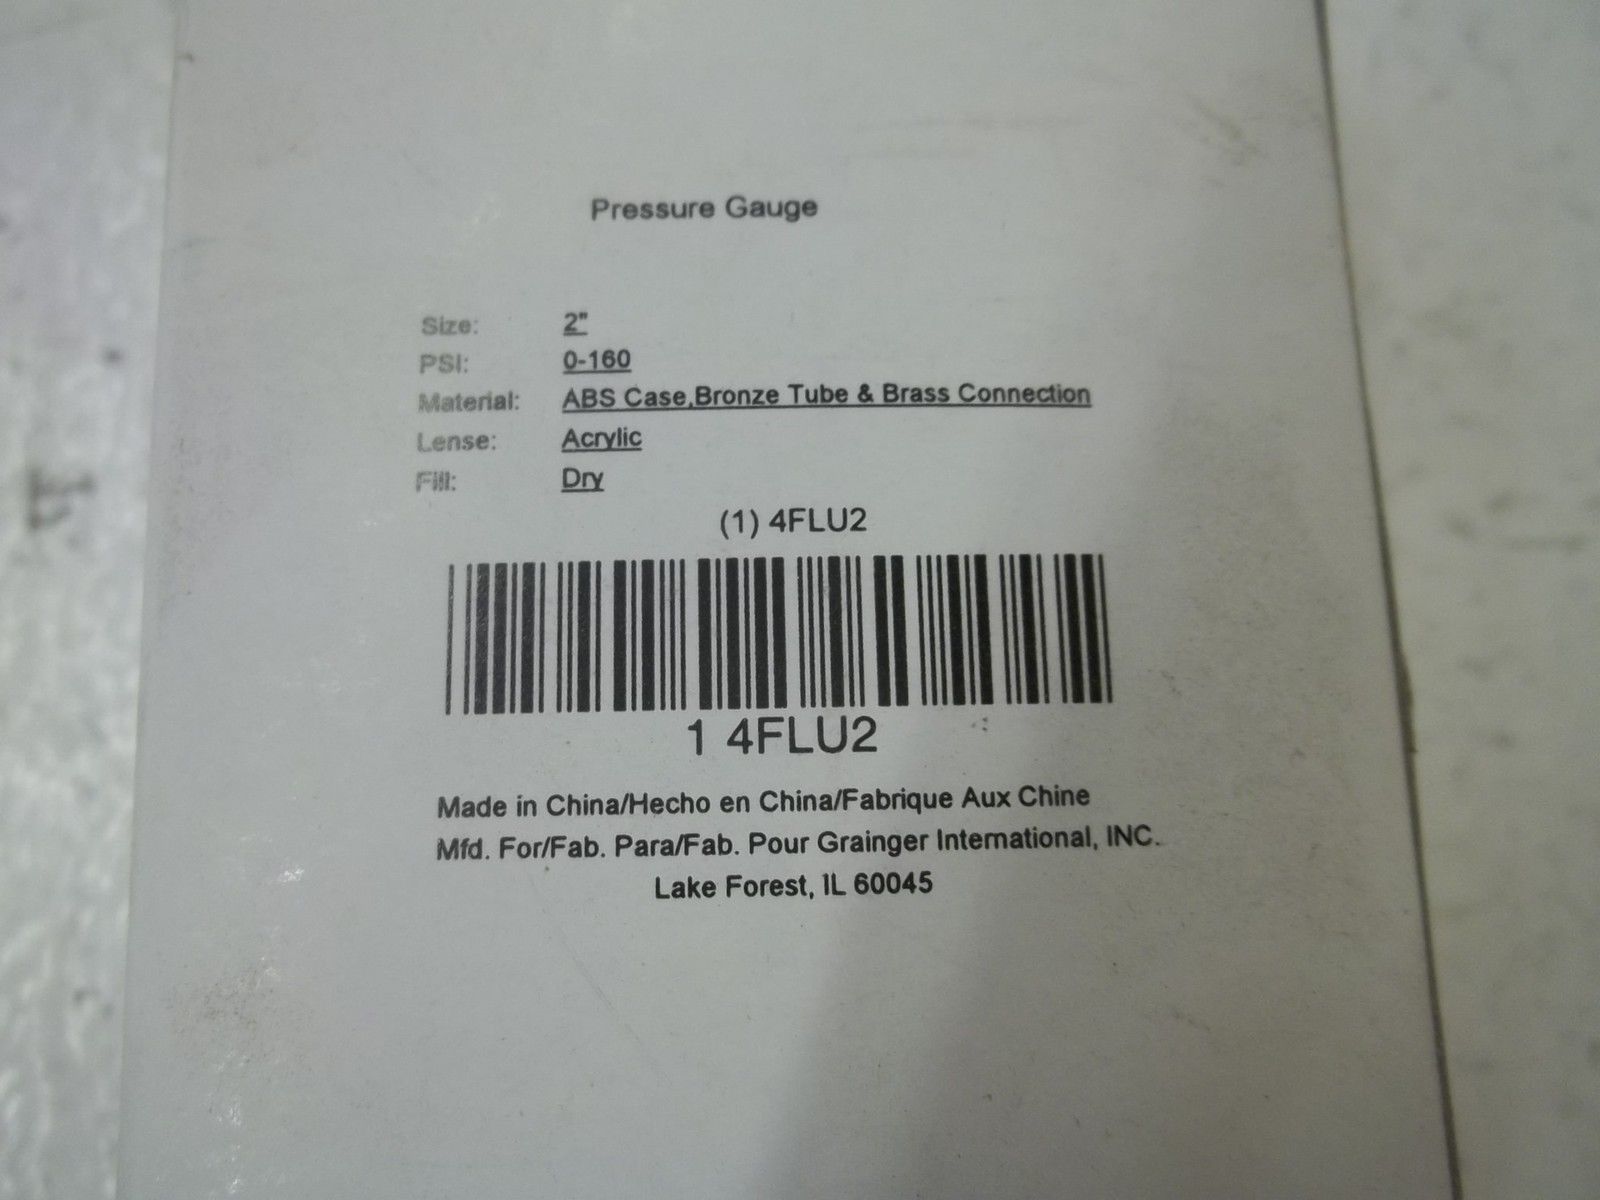 Pressure Gauge
Size: 2"
PSI: 0-160
Material: ABS Case,Bronze Tube & Brass Connection
Lense: Acrylic
Fill: Dry
(1) 4FLU2
1 4FLU2
Made in China/Hecho en China/Fabrique Aux Chine
Mfd. For/Fab. Para/Fab. Pour Grainger International, INC.
Lake Forest, IL 60045